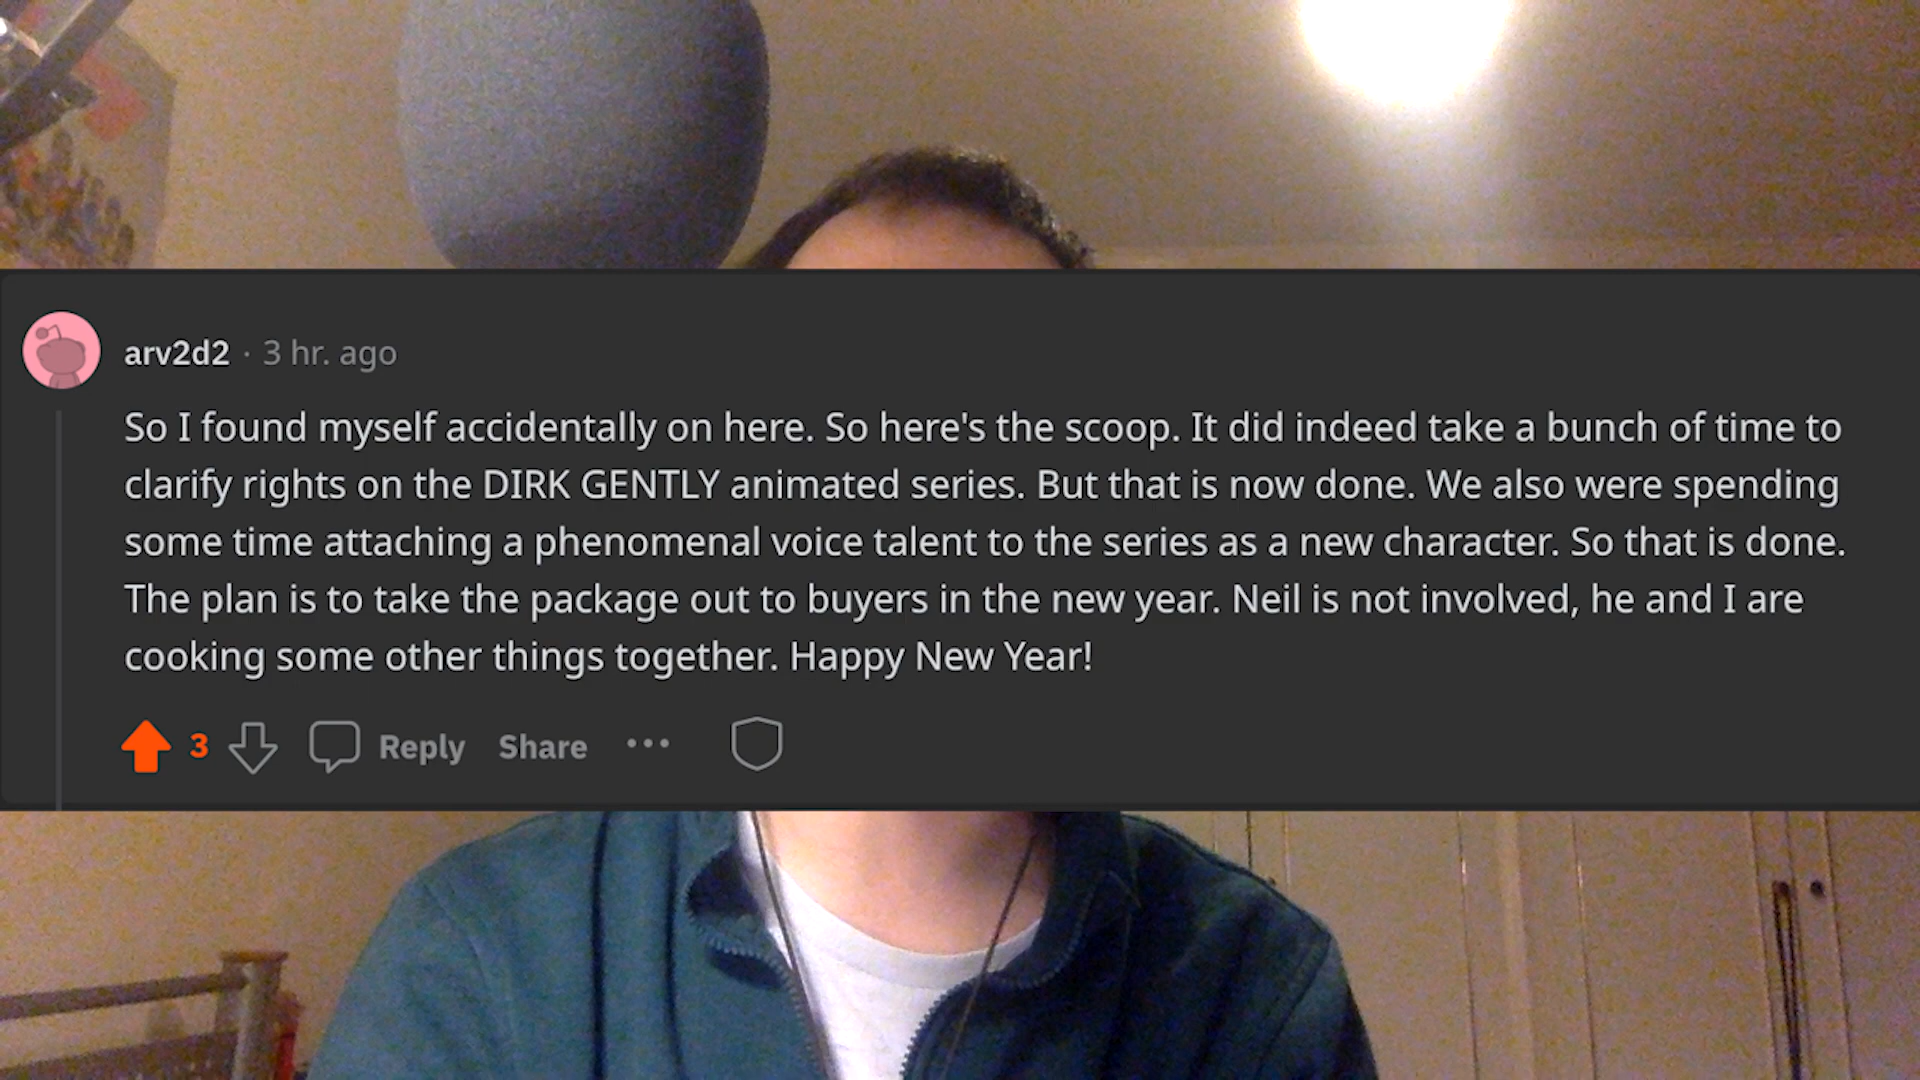 arv2d2 · 3 hr. ago
So I found myself accidentally on here. So here's the scoop. It did indeed take a bunch of time to
clarify rights on the DIRK GENTLY animated series. But that is now done. We also were spending
some time attaching a phenomenal voice talent to the series as a new character. So that is done.
The plan is to take the package out to buyers in the new year. Neil is not involved, he and I are
cooking some other things together. Happy New Year!
3 Reply Share ···